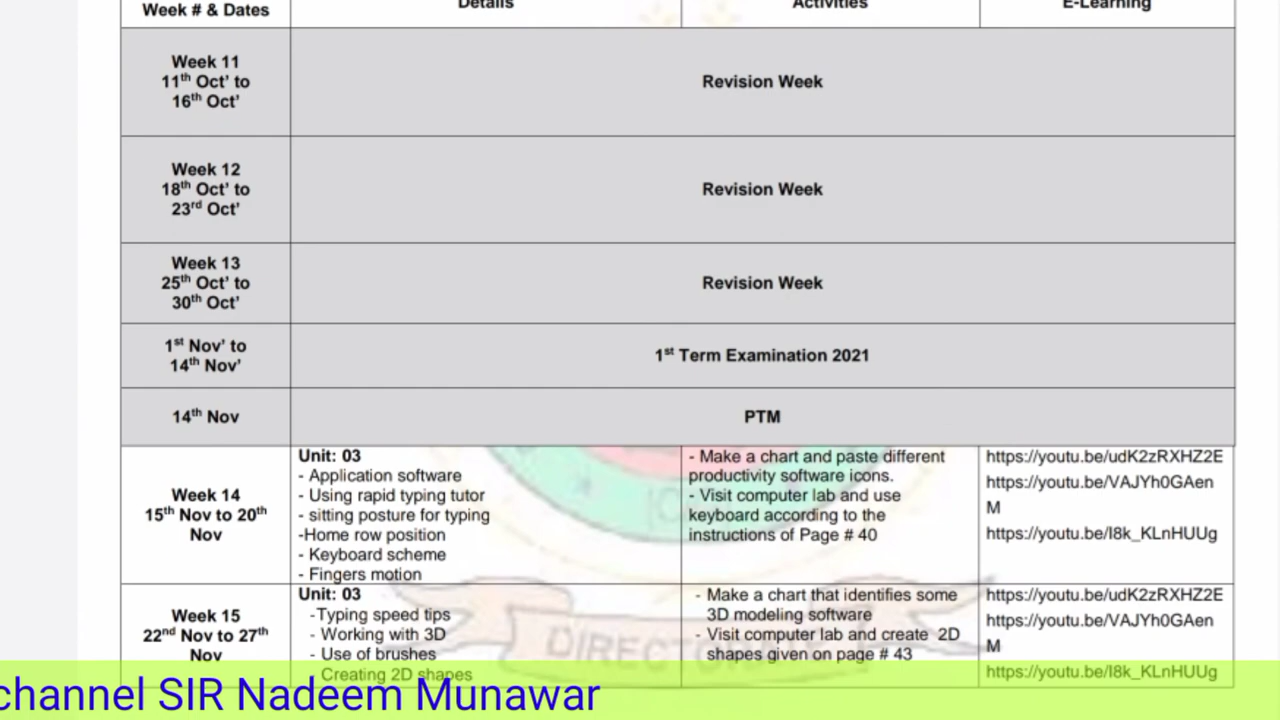 Week # & Dates
Details
Activities
E-Learning
Week 11
11th Oct' to
16th Oct'
Revision Week
Week 12
18th Oct' to
23rd Oct'
Revision Week
Week 13
25th Oct' to
30th Oct'
Revision Week
1st Nov' to
14th Nov'
1st Term Examination 2021
14th Nov
PTM
Week 14
15th Nov to 20th
Nov
Unit: 03
- Application software
- Using rapid typing tutor
- sitting posture for typing
-Home row position
- Keyboard scheme
- Fingers motion
- Make a chart and paste different
productivity software icons.
- Visit computer lab and use
keyboard according to the
instructions of Page # 40
https://youtu.be/udK2zRXHZ2E
https://youtu.be/VAJYh0GAen
M
https://youtu.be/I8k_KLnHUUg
Week 15
22nd Nov to 27th
Nov
Unit: 03
-Typing speed tips
- Working with 3D
- Use of brushes
Creating 2D shapes
- Make a chart that identifies some
3D modeling software
- Visit computer lab and create 2D
shapes given on page # 43
https://youtu.be/udK2zRXHZ2E
https://youtu.be/VAJYh0GAen
M
https://youtu.be/I8k_KLnHUUg
channel SIR Nadeem Munawar